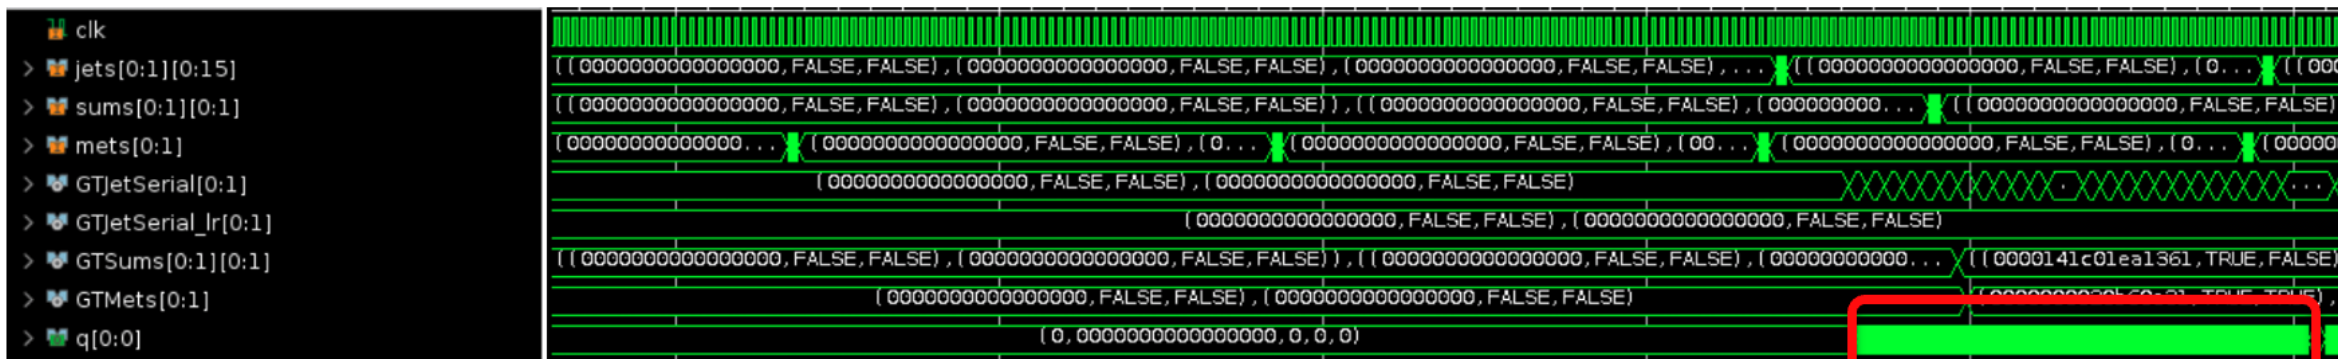 clk
jets[0:1][0:15] ((0000000000000000,FALSE,FALSE),(0000000000000000,FALSE,FALSE),(0000000000000000,FALSE,FALSE),... ((0000000000000000,FALSE,FALSE),(0... ((000
sums[0:1][0:1] ((0000000000000000,FALSE,FALSE),(0000000000000000,FALSE,FALSE)),((0000000000000000,FALSE,FALSE),(000000000... ((0000000000000000,FALSE,FALSE)
mets[0:1] (00000000000000... (0000000000000000,FALSE,FALSE),(0... (0000000000000000,FALSE,FALSE),(00... (0000000000000000,FALSE,FALSE),(0... (00000
GTJetSerial[0:1] (0000000000000000,FALSE,FALSE),(0000000000000000,FALSE,FALSE) . ...
GTJetSerial_lr[0:1] (0000000000000000,FALSE,FALSE),(0000000000000000,FALSE,FALSE)
GTSums[0:1][0:1] ((0000000000000000,FALSE,FALSE),(0000000000000000,FALSE,FALSE)),((0000000000000000,FALSE,FALSE),(00000000000... ((0000141c01ea1361,TRUE,FALSE)
GTMets[0:1] (0000000000000000,FALSE,FALSE),(0000000000000000,FALSE,FALSE)
q[0:0] (0,0000000000000000,0,0,0)